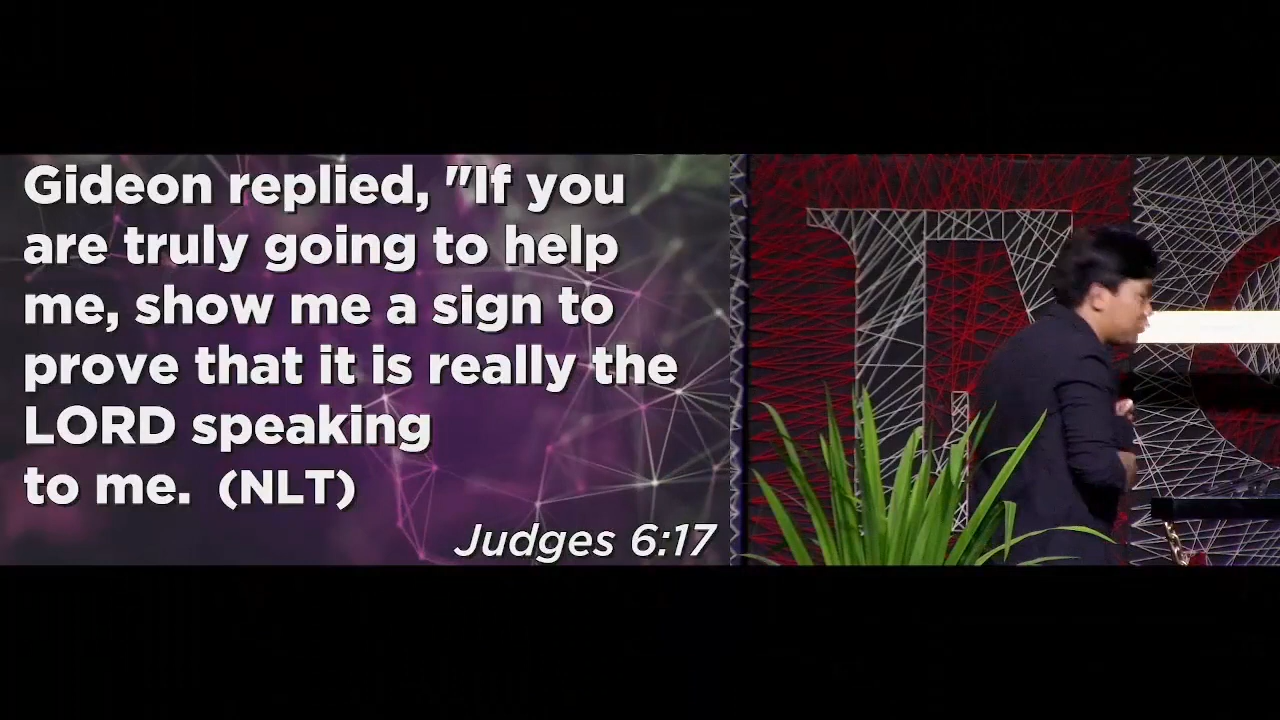 Gideon replied, "If you
are truly going to help
me, show me a sign to
prove that it is really the
LORD speaking
to me.  (NLT)
Judges 6:17